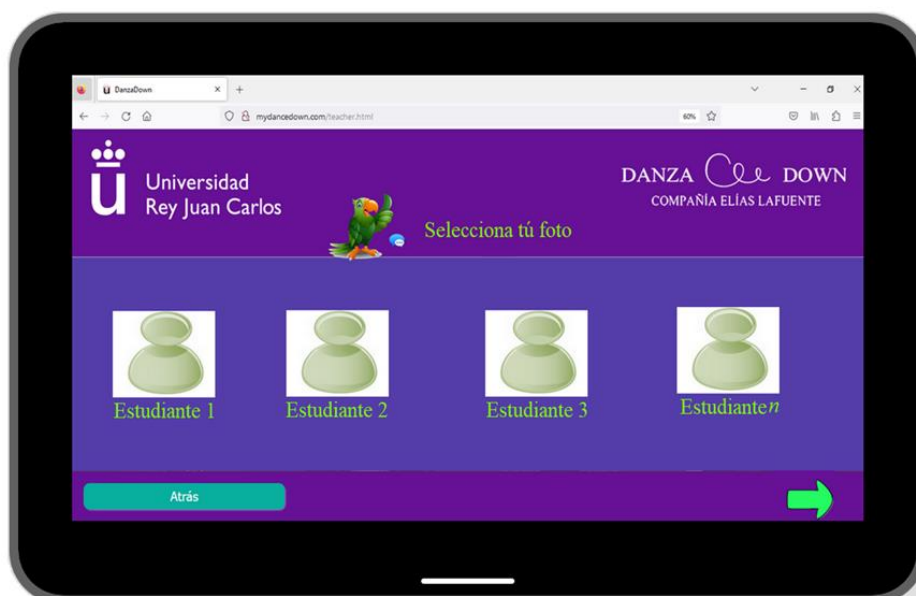 DanzaDown
mydancedown.com/teacher.html
60%
Universidad
Rey Juan Carlos
DANZA DOWN
COMPAÑÍA ELÍAS LAFUENTE
Selecciona tú foto
Estudiante 1
Estudiante 2
Estudiante 3
Estudiante n
Atrás